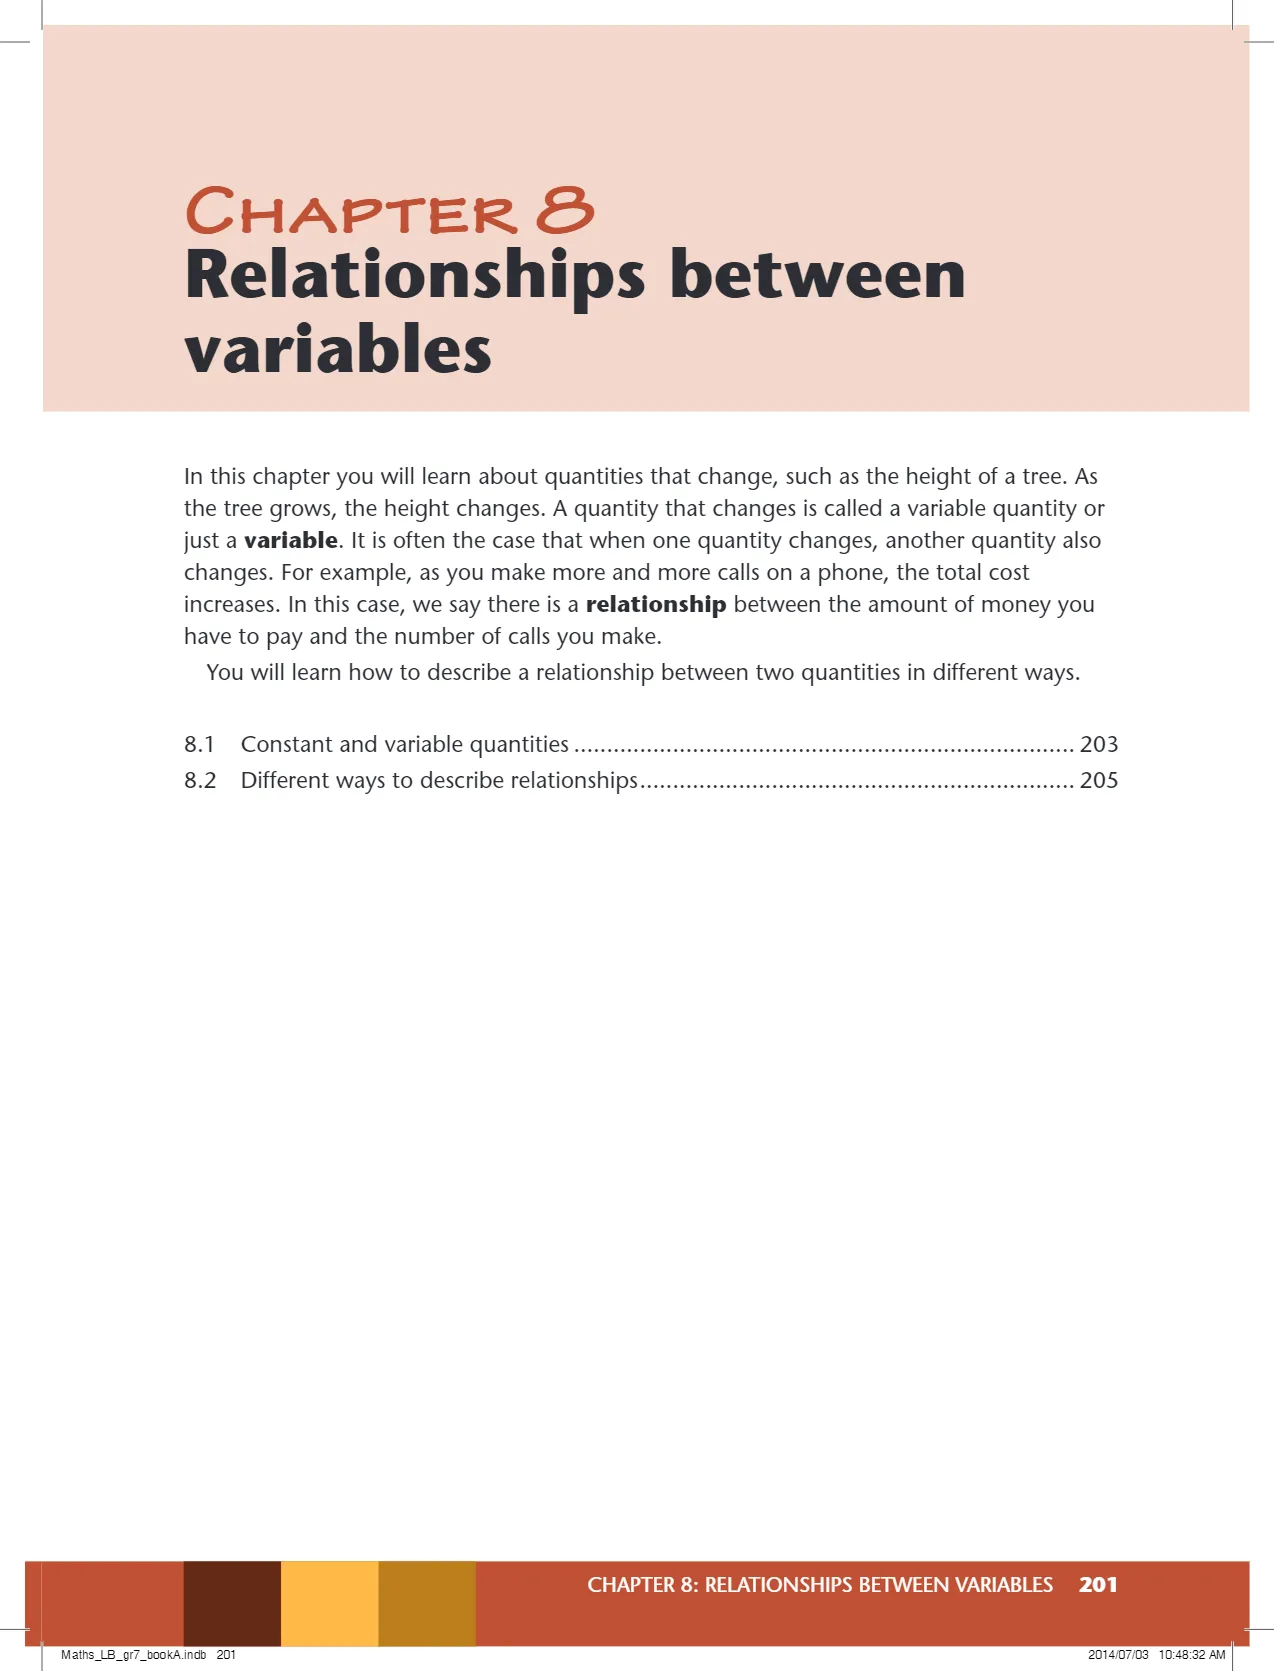 CHAPTER 8
Relationships between
variables
In this chapter you will learn about quantities that change, such as the height of a tree. As
the tree grows, the height changes. A quantity that changes is called a variable quantity or
just a variable. It is often the case that when one quantity changes, another quantity also
changes. For example, as you make more and more calls on a phone, the total cost
increases. In this case, we say there is a relationship between the amount of money you
have to pay and the number of calls you make.
You will learn how to describe a relationship between two quantities in different ways.
8.1 Constant and variable quantities ............................................................................ 203
8.2 Different ways to describe relationships.................................................................. 205
CHAPTER 8: RELATIONSHIPS BETWEEN VARIABLES 201
Maths_LB_gr7_bookA.indb 201 2014/07/03 10:48:32 AM